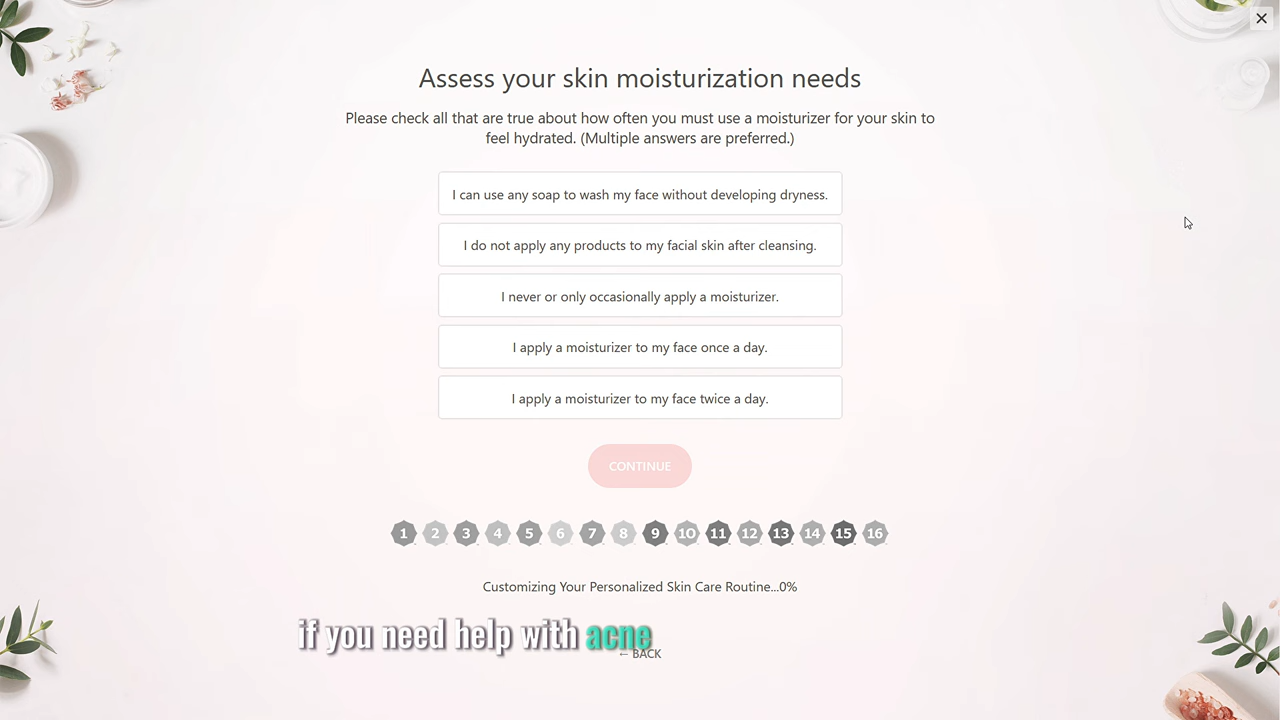 Assess your skin moisturization needs
Please check all that are true about how often you must use a moisturizer for your skin to
feel hydrated. (Multiple answers are preferred.)
I can use any soap to wash my face without developing dryness.
I do not apply any products to my facial skin after cleansing.
I never or only occasionally apply a moisturizer.
I apply a moisturizer to my face once a day.
I apply a moisturizer to my face twice a day.
CONTINUE
1 2 3 4 5 6 7 8 9 10 11 12 13 14 15 16
Customizing Your Personalized Skin Care Routine...0%
if you need help with acne
← BACK